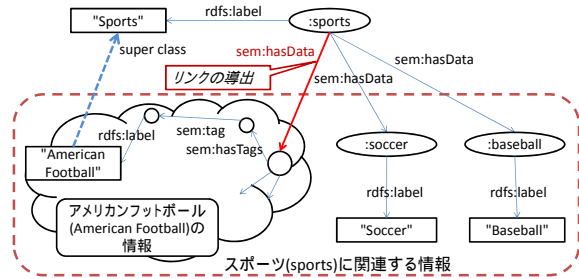 "Sports"
rdfs:label
:sports
super class
sem:hasData
リンクの導出
sem:hasData
sem:hasData
rdfs:label
sem:tag
sem:hasTags
"American
Football"
:soccer
:baseball
rdfs:label
rdfs:label
アメリカンフットボール
(American Football)の
情報
"Soccer"
"Baseball"
スポーツ(sports)に関連する情報